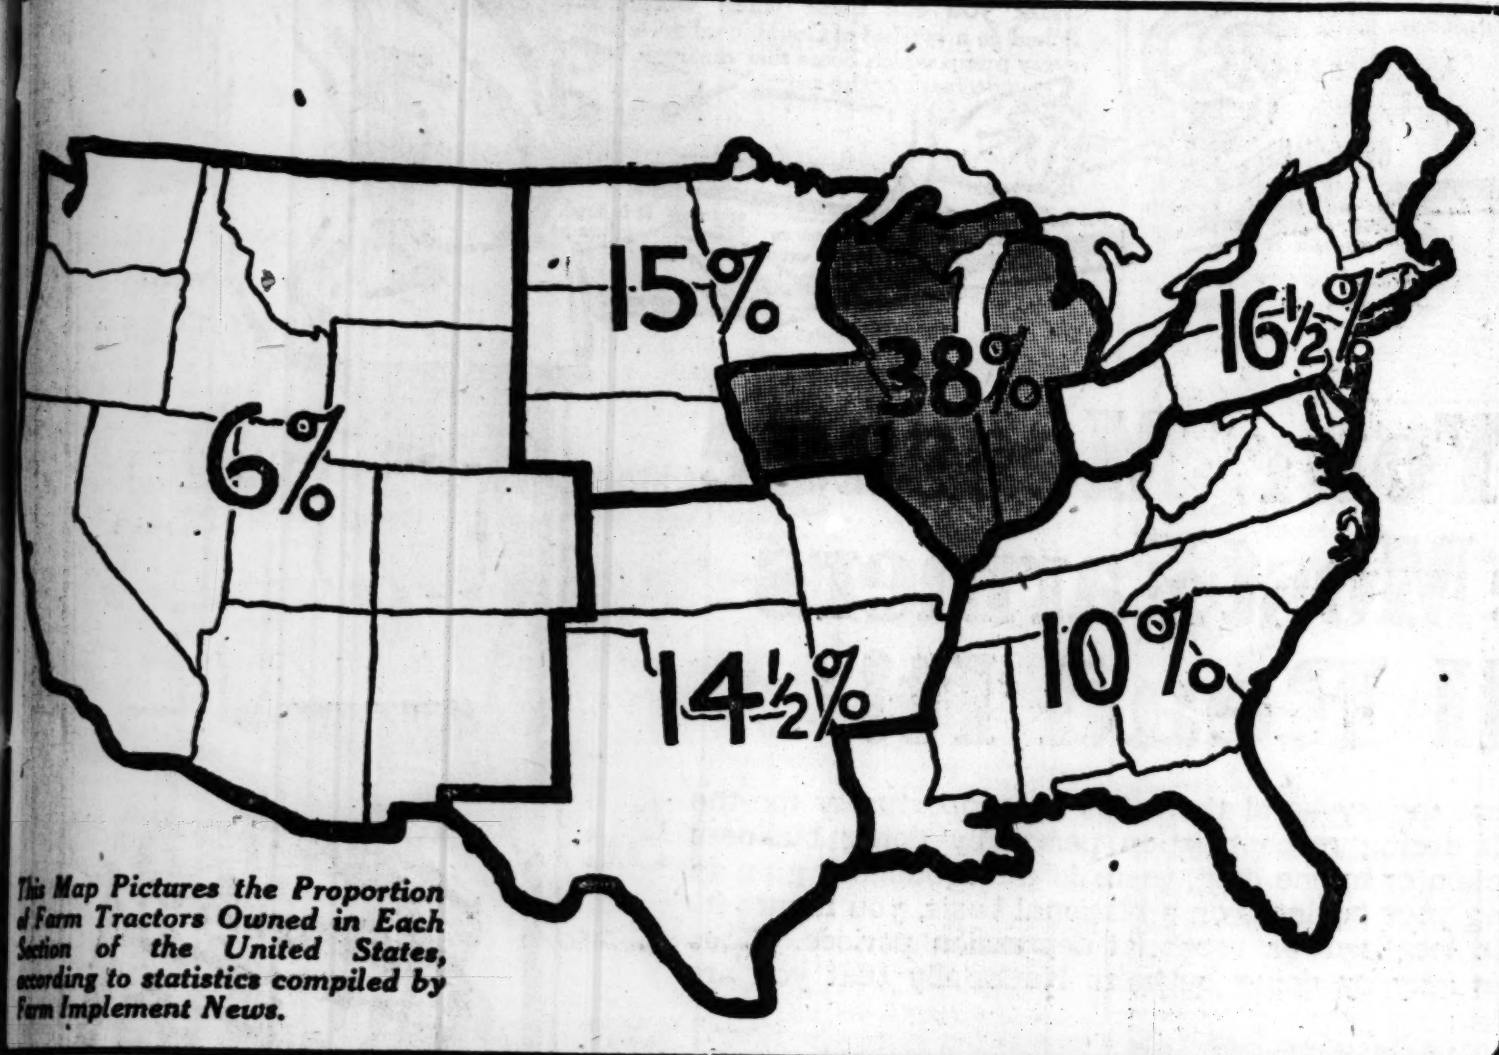 15%
38%
16½%
6%
10%
14½%
This Map Pictures the Proportion
of Farm Tractors Owned in Each
Section of the United States,
according to statistics compiled by
Farm Implement News.